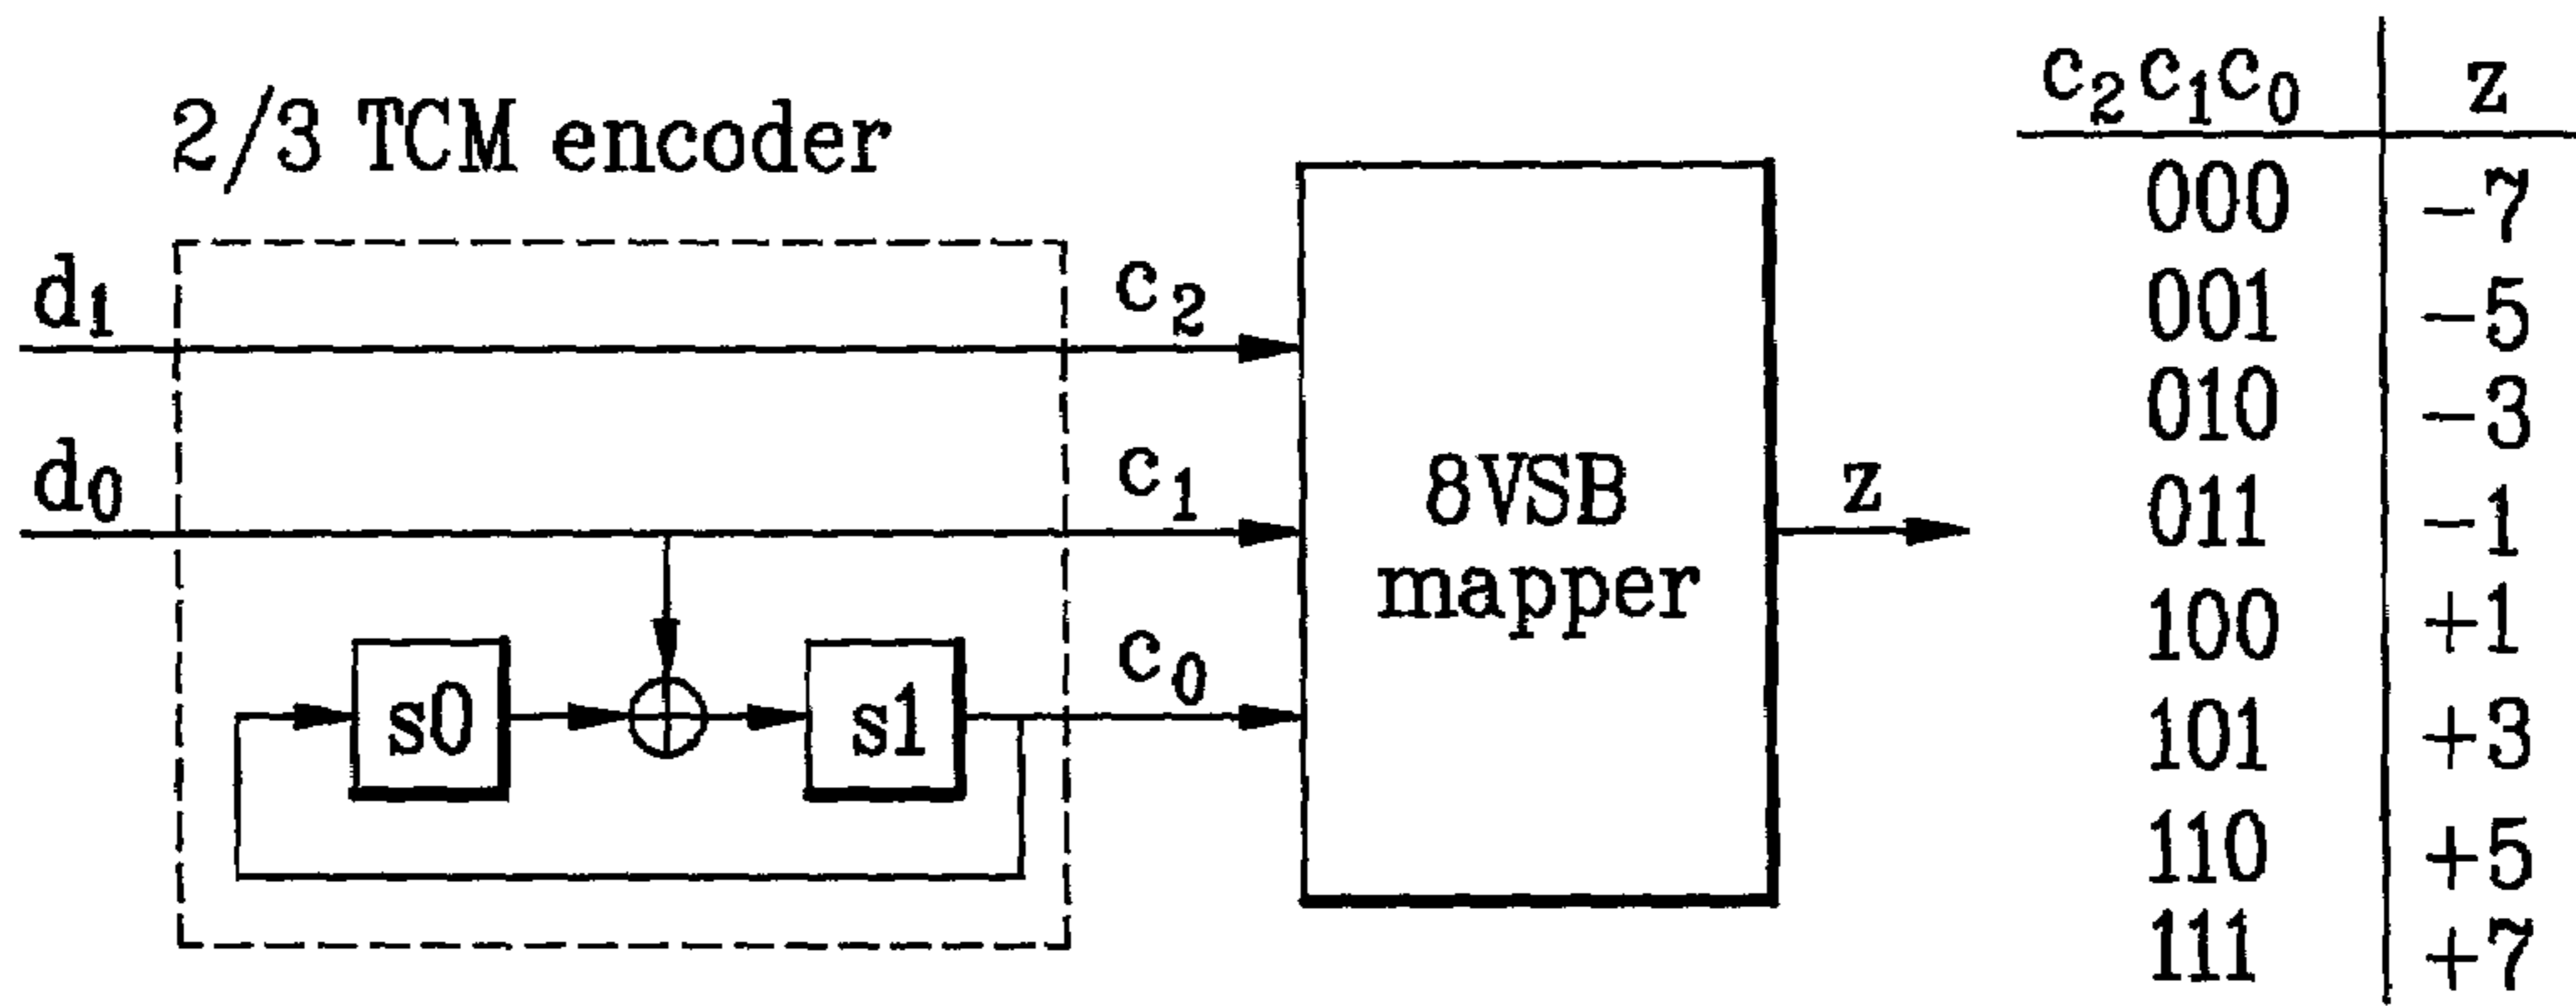 2/3 TCM encoder
d₁
d₀
s0
s1
c₂
c₁
c₀
8VSB
mapper
z
c₂c₁c₀ z
000 −7
001 −5
010 −3
011 −1
100 +1
101 +3
110 +5
111 +7